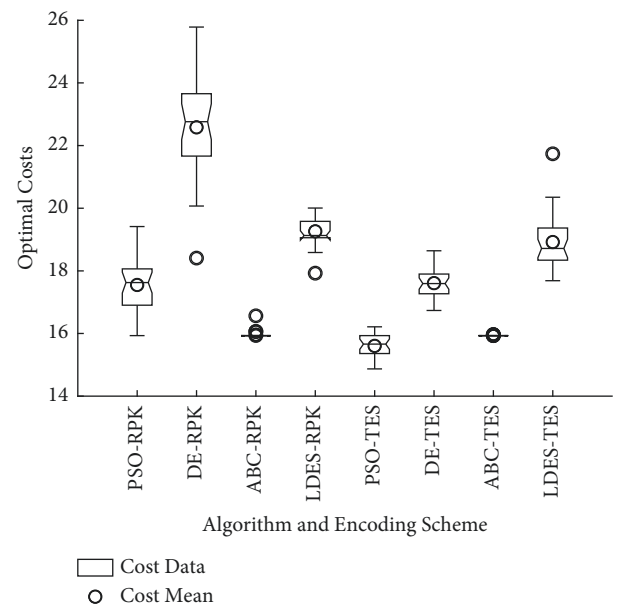 Optimal Costs
26
24
22
20
18
16
14
PSO-RPK
DE-RPK
ABC-RPK
LDES-RPK
PSO-TES
DE-TES
ABC-TES
LDES-TES
Algorithm and Encoding Scheme
Cost Data
Cost Mean